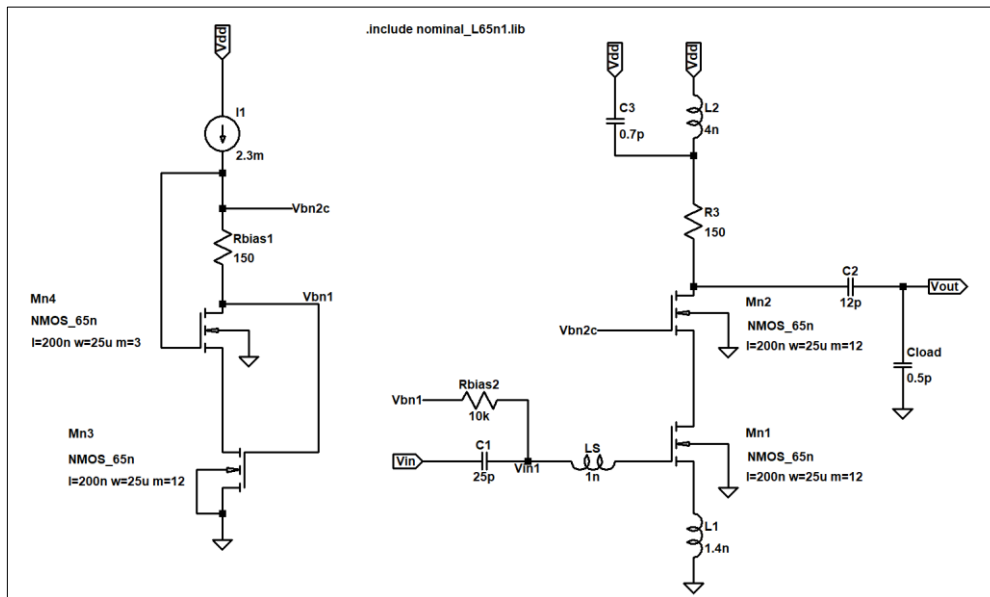 .include nominal_L65n1.lib
Vdd
I1
2.3m
Vbn2c
Rbias1
150
Vbn1
Mn4
NMOS_65n
l=200n w=25u m=3
Mn3
NMOS_65n
l=200n w=25u m=12
Vdd
Vdd
C3
0.7p
L2
4n
R3
150
C2
12p
Vout
Cload
0.5p
Mn2
NMOS_65n
l=200n w=25u m=12
Vbn2c
Rbias2
Vbn1
10k
C1
Vin
25p
Vin1
LS
1n
Mn1
NMOS_65n
l=200n w=25u m=12
L1
1.4n